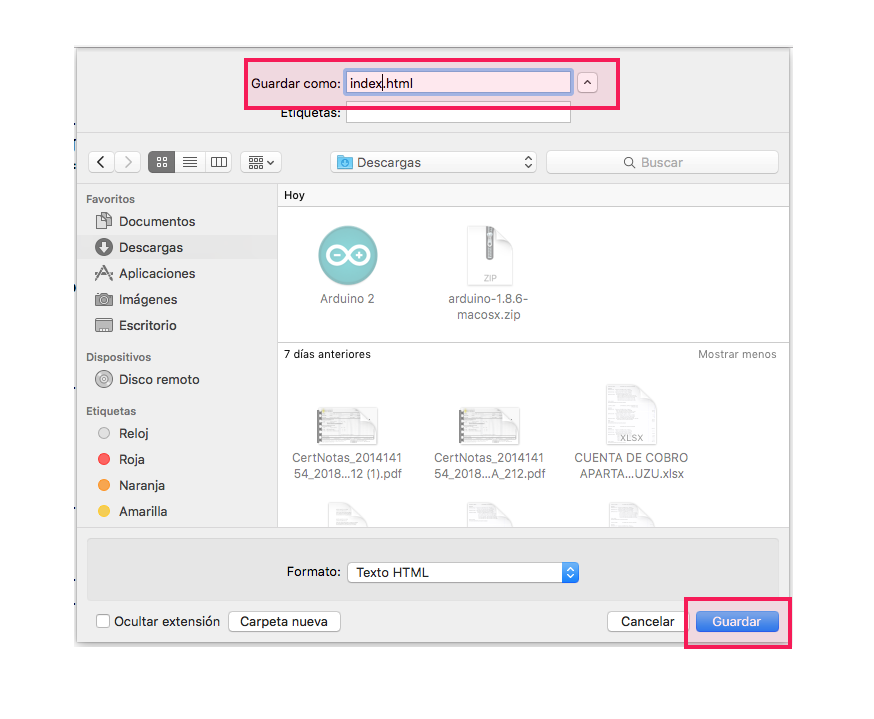 Guardar como: index.html
Etiquetas:
Descargas
Buscar
Favoritos
Documentos
Descargas
Aplicaciones
Imágenes
Escritorio
Dispositivos
Disco remoto
Etiquetas
Reloj
Roja
Naranja
Amarilla
Hoy
Arduino 2
ZIP
arduino-1.8.6-
macosx.zip
7 días anteriores
Mostrar menos
CertNotas_2014141
54_2018...12 (1).pdf
CertNotas_2014141
54_2018...A_212.pdf
XLSX
CUENTA DE COBRO
APARTA...UZU.xlsx
Formato: Texto HTML
Ocultar extensión
Carpeta nueva
Cancelar
Guardar